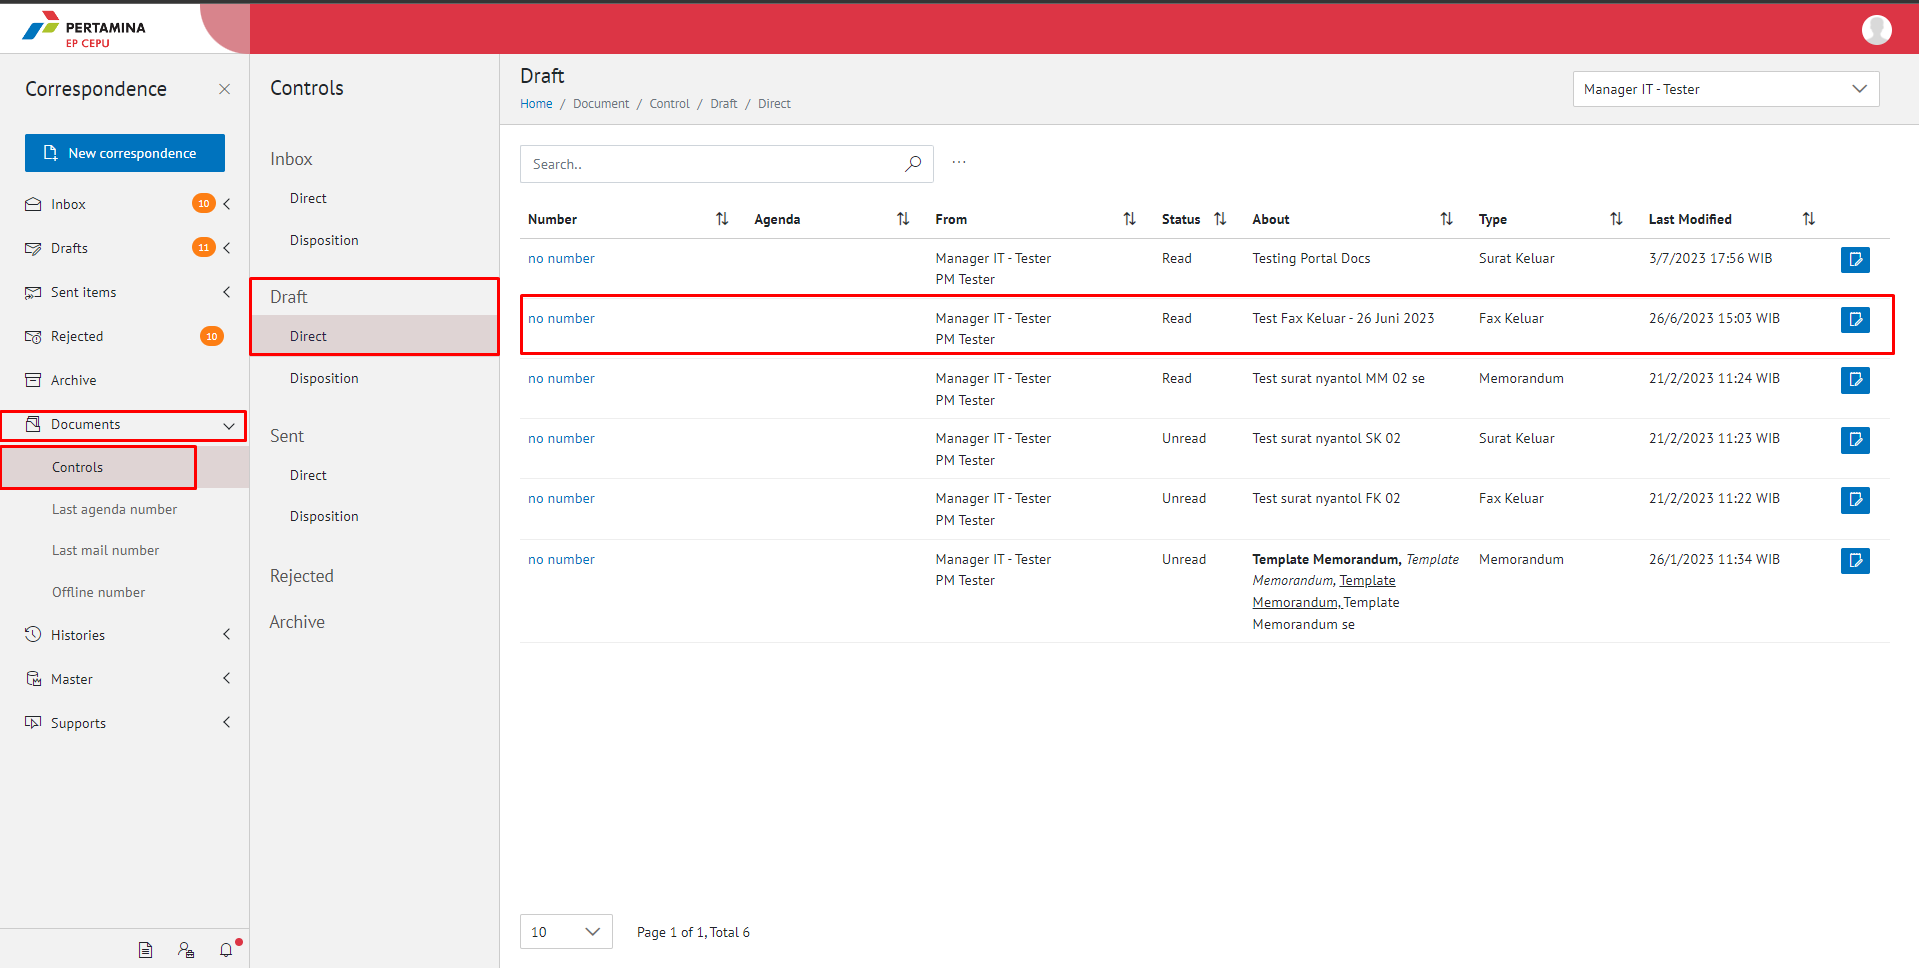 PERTAMINA
EP CEPU
Correspondence
New correspondence
Inbox 10
Drafts 11
Sent items
Rejected 10
Archive
Documents
Controls
Last agenda number
Last mail number
Offline number
Histories
Master
Supports
Controls
Inbox
Direct
Disposition
Draft
Direct
Disposition
Sent
Direct
Disposition
Rejected
Archive
Draft
Home / Document / Control / Draft / Direct
Manager IT - Tester
Search..
...
Number Agenda From Status About Type Last Modified
no number Manager IT - Tester Read Testing Portal Docs Surat Keluar 3/7/2023 17:56 WIB
PM Tester
no number Manager IT - Tester Read Test Fax Keluar - 26 Juni 2023 Fax Keluar 26/6/2023 15:03 WIB
PM Tester
no number Manager IT - Tester Read Test surat nyantol MM 02 se Memorandum 21/2/2023 11:24 WIB
PM Tester
no number Manager IT - Tester Unread Test surat nyantol SK 02 Surat Keluar 21/2/2023 11:23 WIB
PM Tester
no number Manager IT - Tester Unread Test surat nyantol FK 02 Fax Keluar 21/2/2023 11:22 WIB
PM Tester
no number Manager IT - Tester Unread Template Memorandum, Template Memorandum 26/1/2023 11:34 WIB
PM Tester Memorandum, Template
Memorandum, Template
Memorandum se
10 Page 1 of 1, Total 6